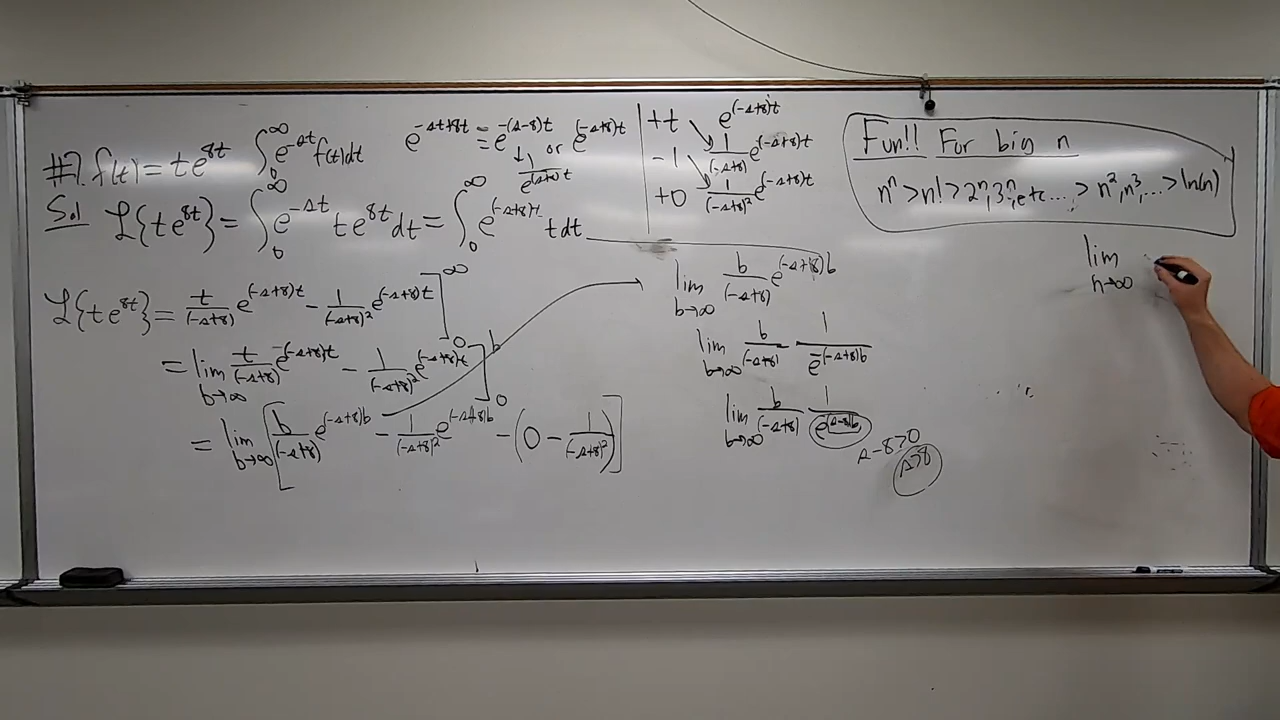 #7. f(t) = te^{8t} ∫_0^∞ e^{-st} f(t)dt
e^{-st+8t} = e^{-(s-8)t} or e^{(-s+8)t}
↓
Sol ℒ{te^{8t}} = ∫_0^∞ e^{-st} te^{8t} dt = ∫_0^∞ e^{(-s+8)t} t dt
ℒ{te^{8t}} = t/(-s+8) e^{(-s+8)t} - 1/(-s+8)^2 e^{(-s+8)t} ]_0^∞
= lim_{b→∞} t/(-s+8) e^{(-s+8)t} - 1/(-s+8)^2 e^{(-s+8)t} ]_0^b
= lim_{b→∞} [ b/(-s+8) e^{(-s+8)b} - 1/(-s+8)^2 e^{(-s+8)b} - (0 - 1/(-s+8)^2) ]
+t e^{(-s+8)t}
-1 1/(-s+8) e^{(-s+8)t}
+0 1/(-s+8)^2 e^{(-s+8)t}
lim_{b→∞} b/(-s+8) e^{(-s+8)b}
lim_{b→∞} b/(-s+8) 1/e^{-(-s+8)b}
lim_{b→∞} b/(-s+8) 1/e^{(s-8)b}
s-8>0
s>8
Fun!! For big n
n^n > n! > 2^n, 3^n, etc.... > n^2, n^3, ... > ln(n)
lim_{n→∞}